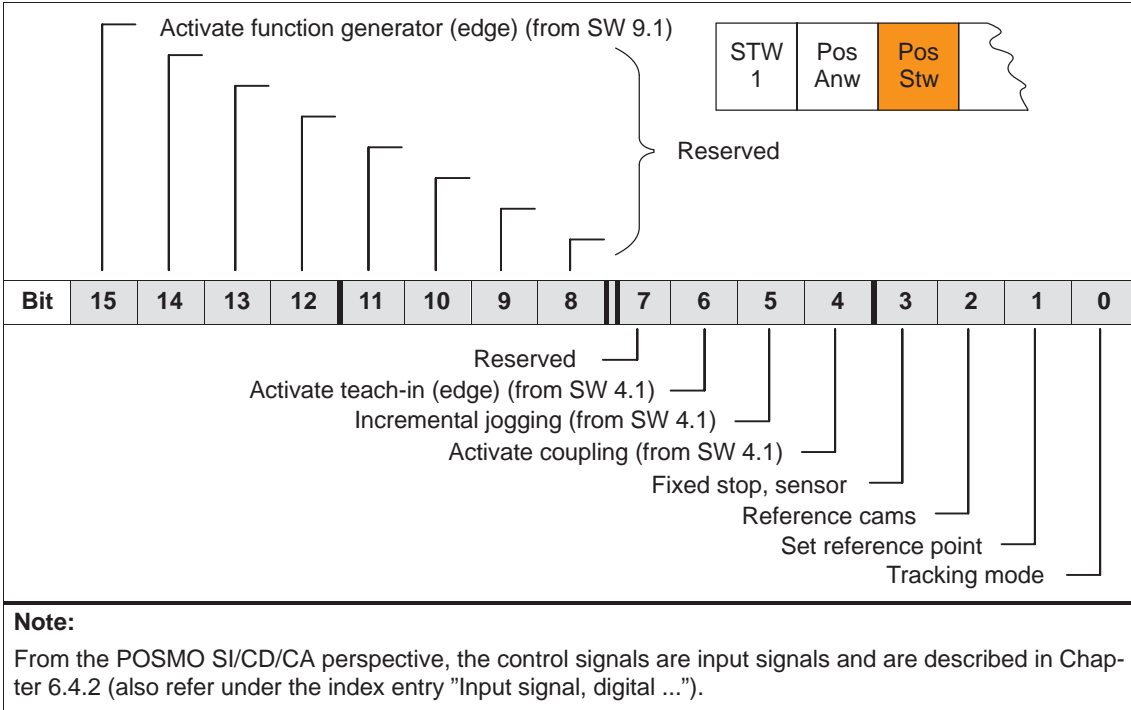 Activate function generator (edge) (from SW 9.1)
STW
1
Pos
Anw
Pos
Stw
Reserved
Bit 15 14 13 12 11 10 9 8 7 6 5 4 3 2 1 0
Reserved
Activate teach-in (edge) (from SW 4.1)
Incremental jogging (from SW 4.1)
Activate coupling (from SW 4.1)
Fixed stop, sensor
Reference cams
Set reference point
Tracking mode
Note:
From the POSMO SI/CD/CA perspective, the control signals are input signals and are described in Chap-
ter 6.4.2 (also refer under the index entry ”Input signal, digital ...”).